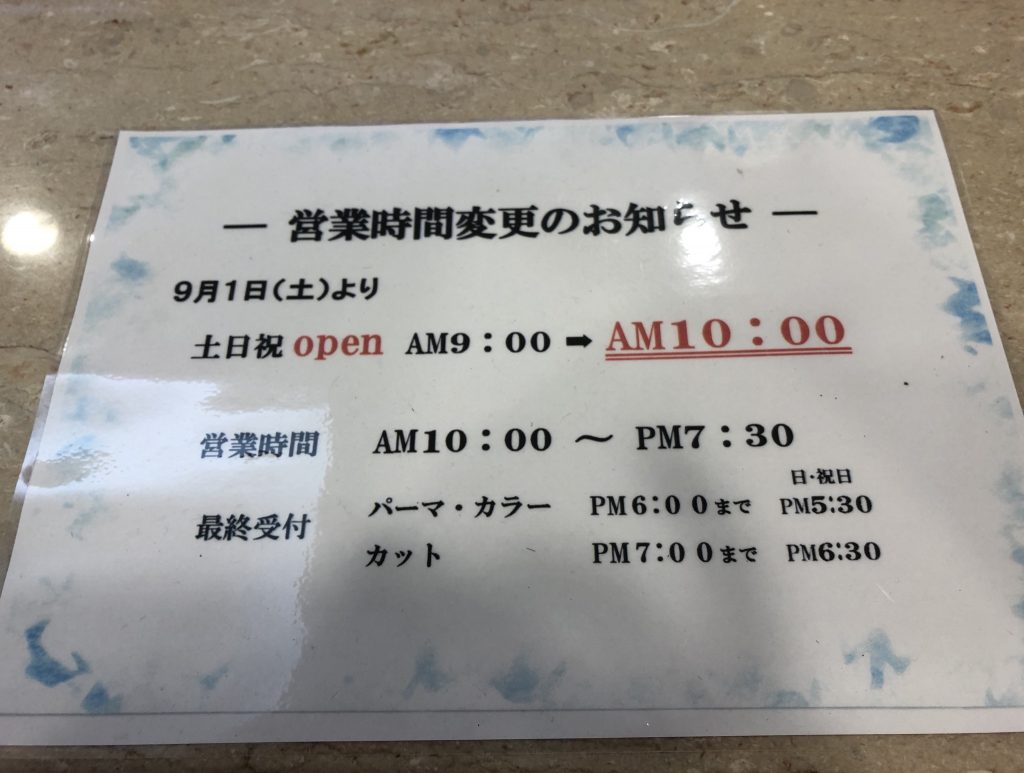 ― 営業時間変更のお知らせ ―
9月1日(土)より
土日祝 open AM9：00 ➡ AM10：00
営業時間 AM10：00 ～ PM7：30
日・祝日
最終受付 パーマ・カラー PM6:00まで PM5:30
カット PM7:00まで PM6:30